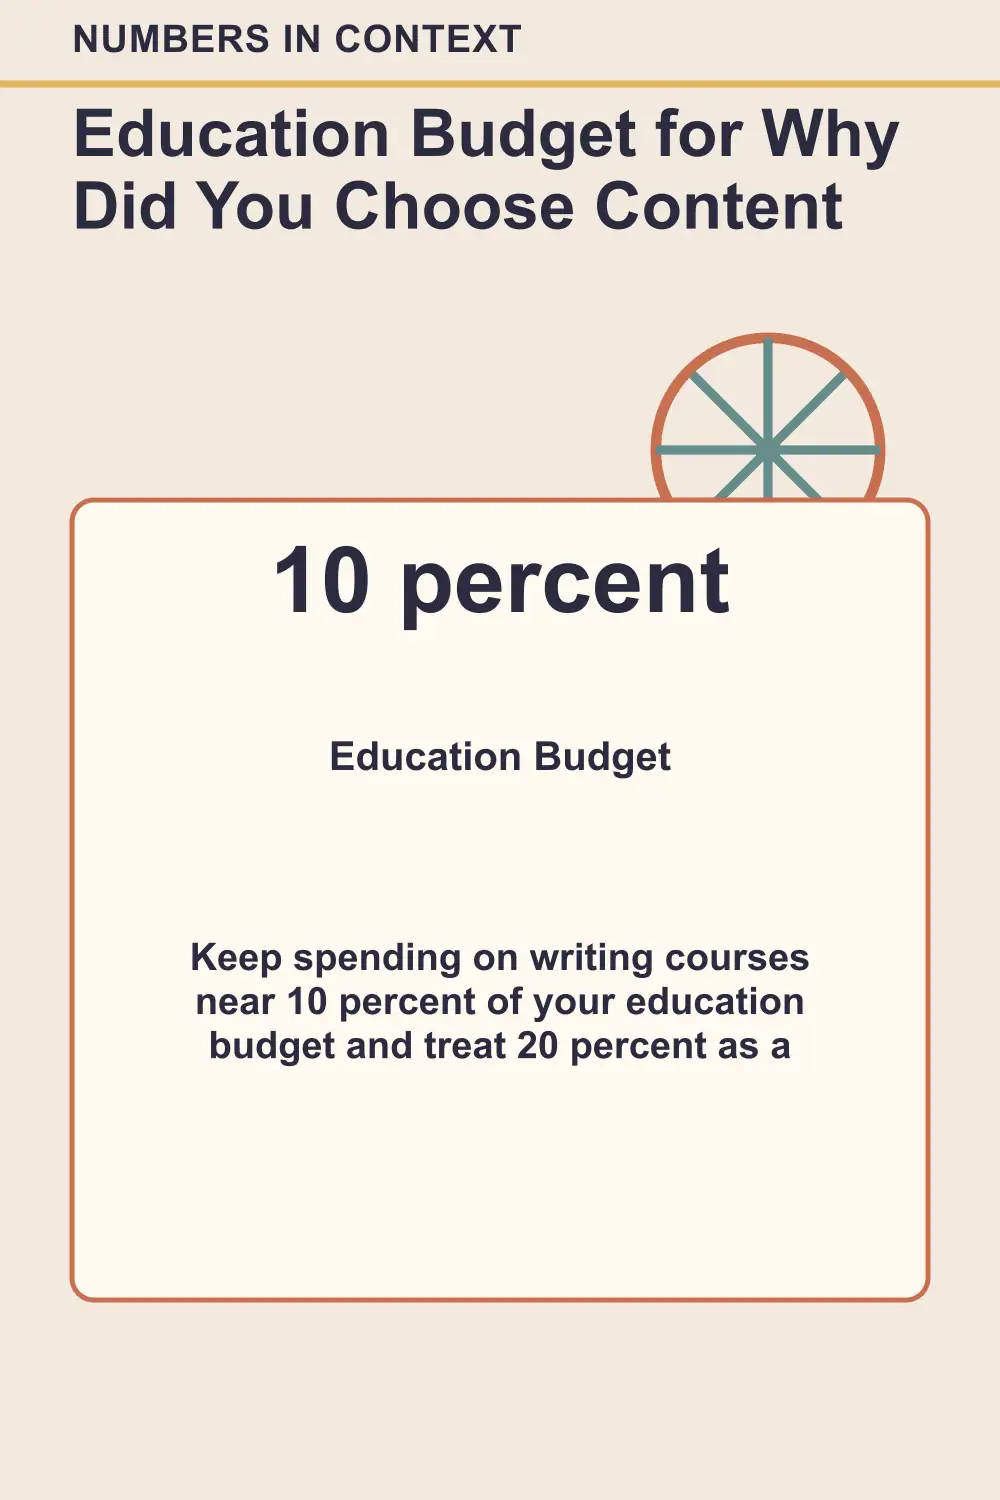 NUMBERS IN CONTEXT
Education Budget for Why
Did You Choose Content
10 percent
Education Budget
Keep spending on writing courses
near 10 percent of your education
budget and treat 20 percent as a